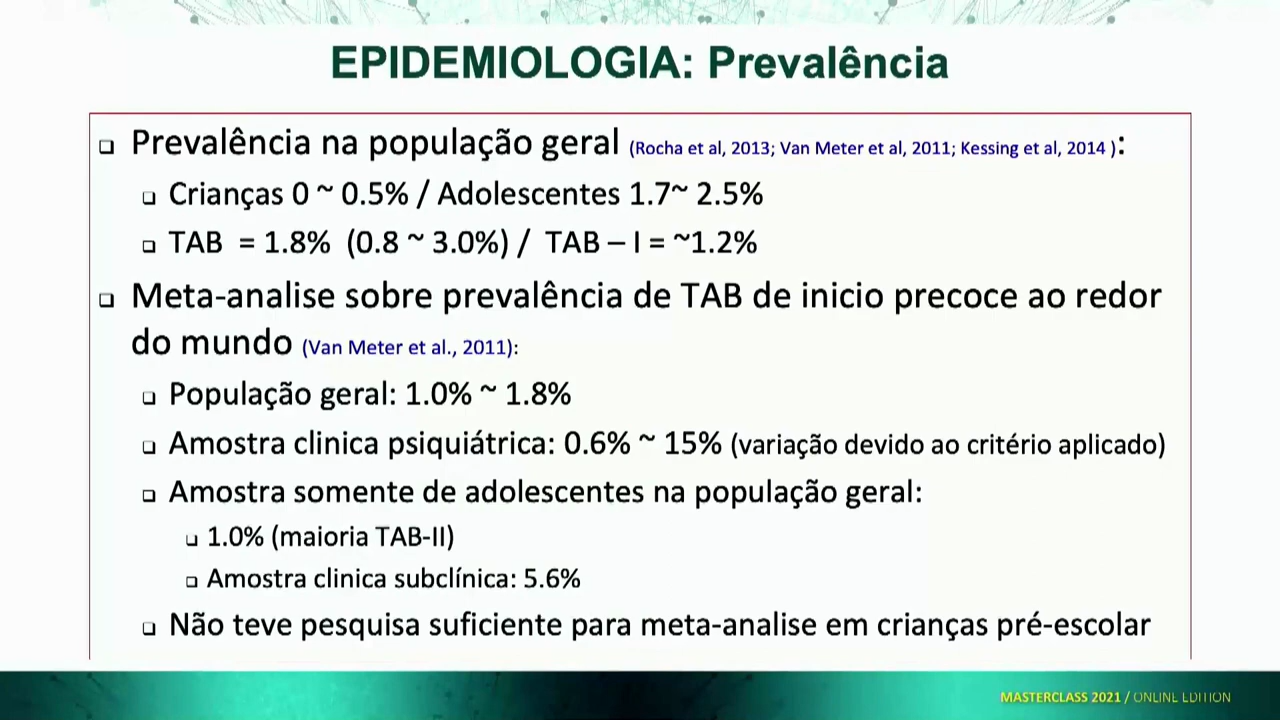 EPIDEMIOLOGIA: Prevalência
Prevalência na população geral (Rocha et al, 2013; Van Meter et al, 2011; Kessing et al, 2014 ):
Crianças 0 ~ 0.5% / Adolescentes 1.7~ 2.5%
TAB = 1.8% (0.8 ~ 3.0%) / TAB – I = ~1.2%
Meta-analise sobre prevalência de TAB de inicio precoce ao redor
do mundo (Van Meter et al., 2011):
População geral: 1.0% ~ 1.8%
Amostra clinica psiquiátrica: 0.6% ~ 15% (variação devido ao critério aplicado)
Amostra somente de adolescentes na população geral:
1.0% (maioria TAB-II)
Amostra clinica subclínica: 5.6%
Não teve pesquisa suficiente para meta-analise em crianças pré-escolar
MASTERCLASS 2021 / ONLINE EDITION